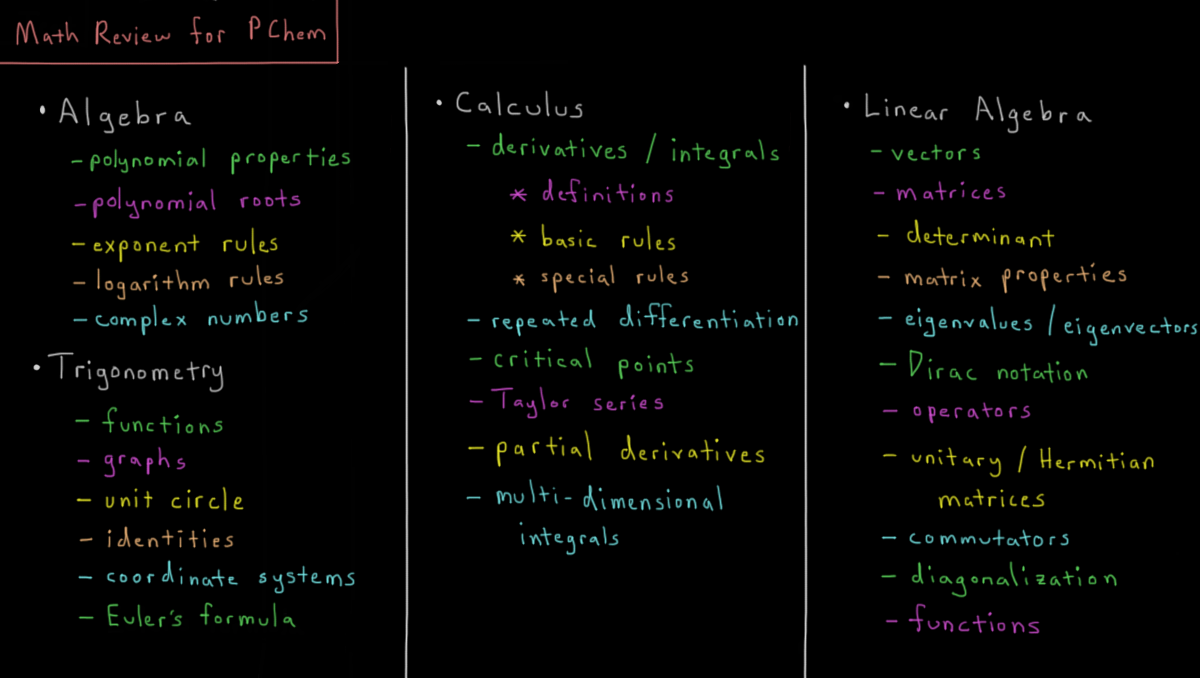 Math Review for PChem
• Algebra
- polynomial properties
- polynomial roots
- exponent rules
- logarithm rules
- complex numbers
• Trigonometry
- functions
- graphs
- unit circle
- identities
- coordinate systems
- Euler's formula
• Calculus
- derivatives / integrals
* definitions
* basic rules
* special rules
- repeated differentiation
- critical points
- Taylor series
- partial derivatives
- multi-dimensional
integrals
• Linear Algebra
- vectors
- matrices
- determinant
- matrix properties
- eigenvalues / eigenvectors
- Dirac notation
- operators
- unitary / Hermitian
matrices
- commutators
- diagonalization
- functions